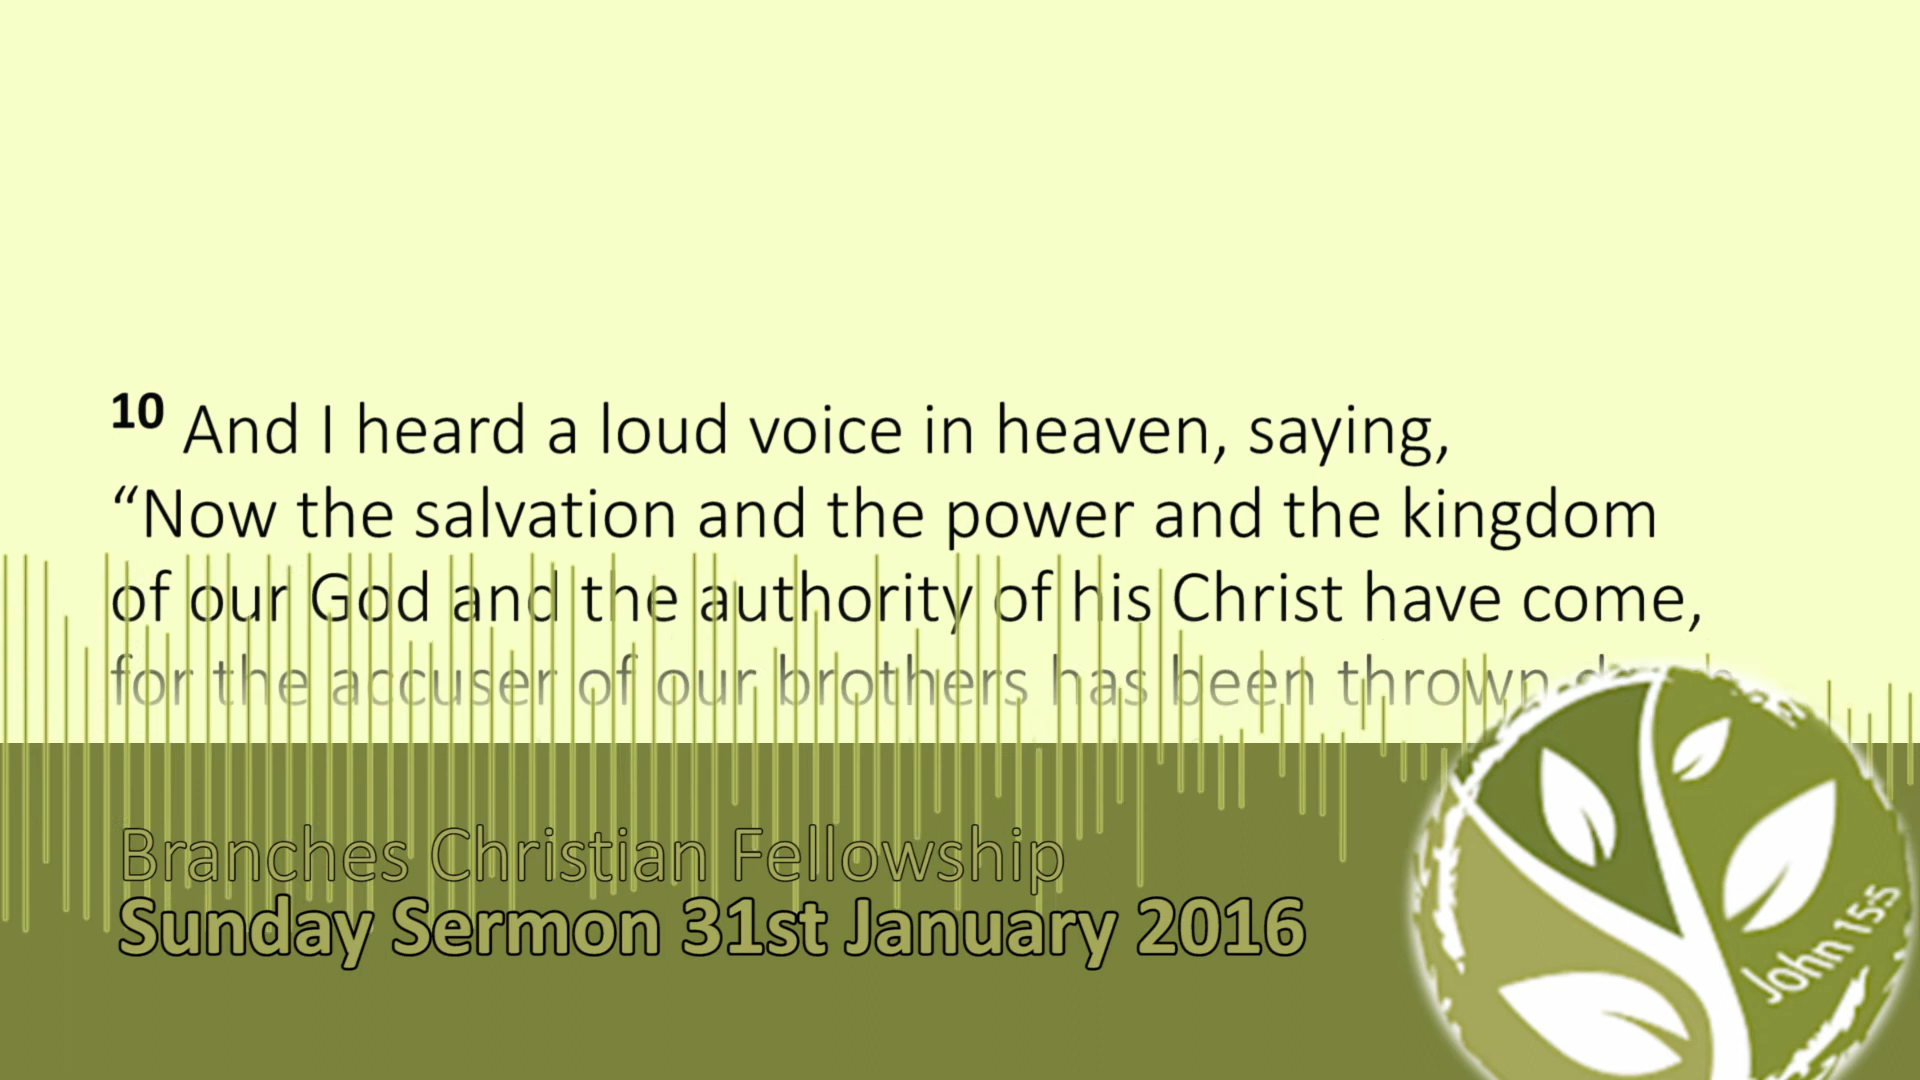 10 And I heard a loud voice in heaven, saying,
“Now the salvation and the power and the kingdom
of our God and the authority of his Christ have come,
for the accuser of our brothers has been thrown
Branches Christian Fellowship
Sunday Sermon 31st January 2016
John 15:5